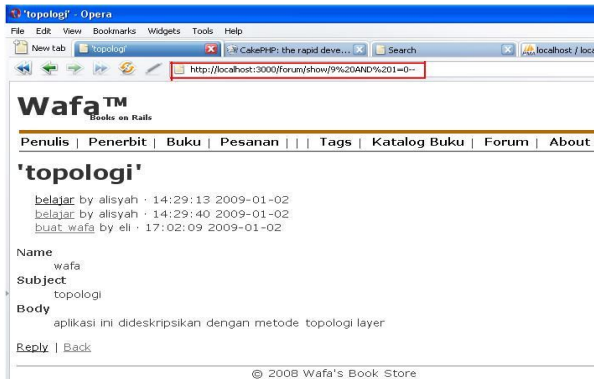 'topologi' - Opera
File Edit View Bookmarks Widgets Tools Help
New tab 'topologi' CakePHP: the rapid deve... Search localhost / loca
http://localhost:3000/forum/show/9%20AND%201=0--
Wafa™
Books on Rails
Penulis | Penerbit | Buku | Pesanan | | | Tags | Katalog Buku | Forum | About
'topologi'
belajar by alisyah · 14:29:13 2009-01-02
belajar by alisyah · 14:29:40 2009-01-02
buat wafa by eli · 17:02:09 2009-01-02
Name
wafa
Subject
topologi
Body
aplikasi ini dideskripsikan dengan metode topologi layer
Reply | Back
© 2008 Wafa's Book Store